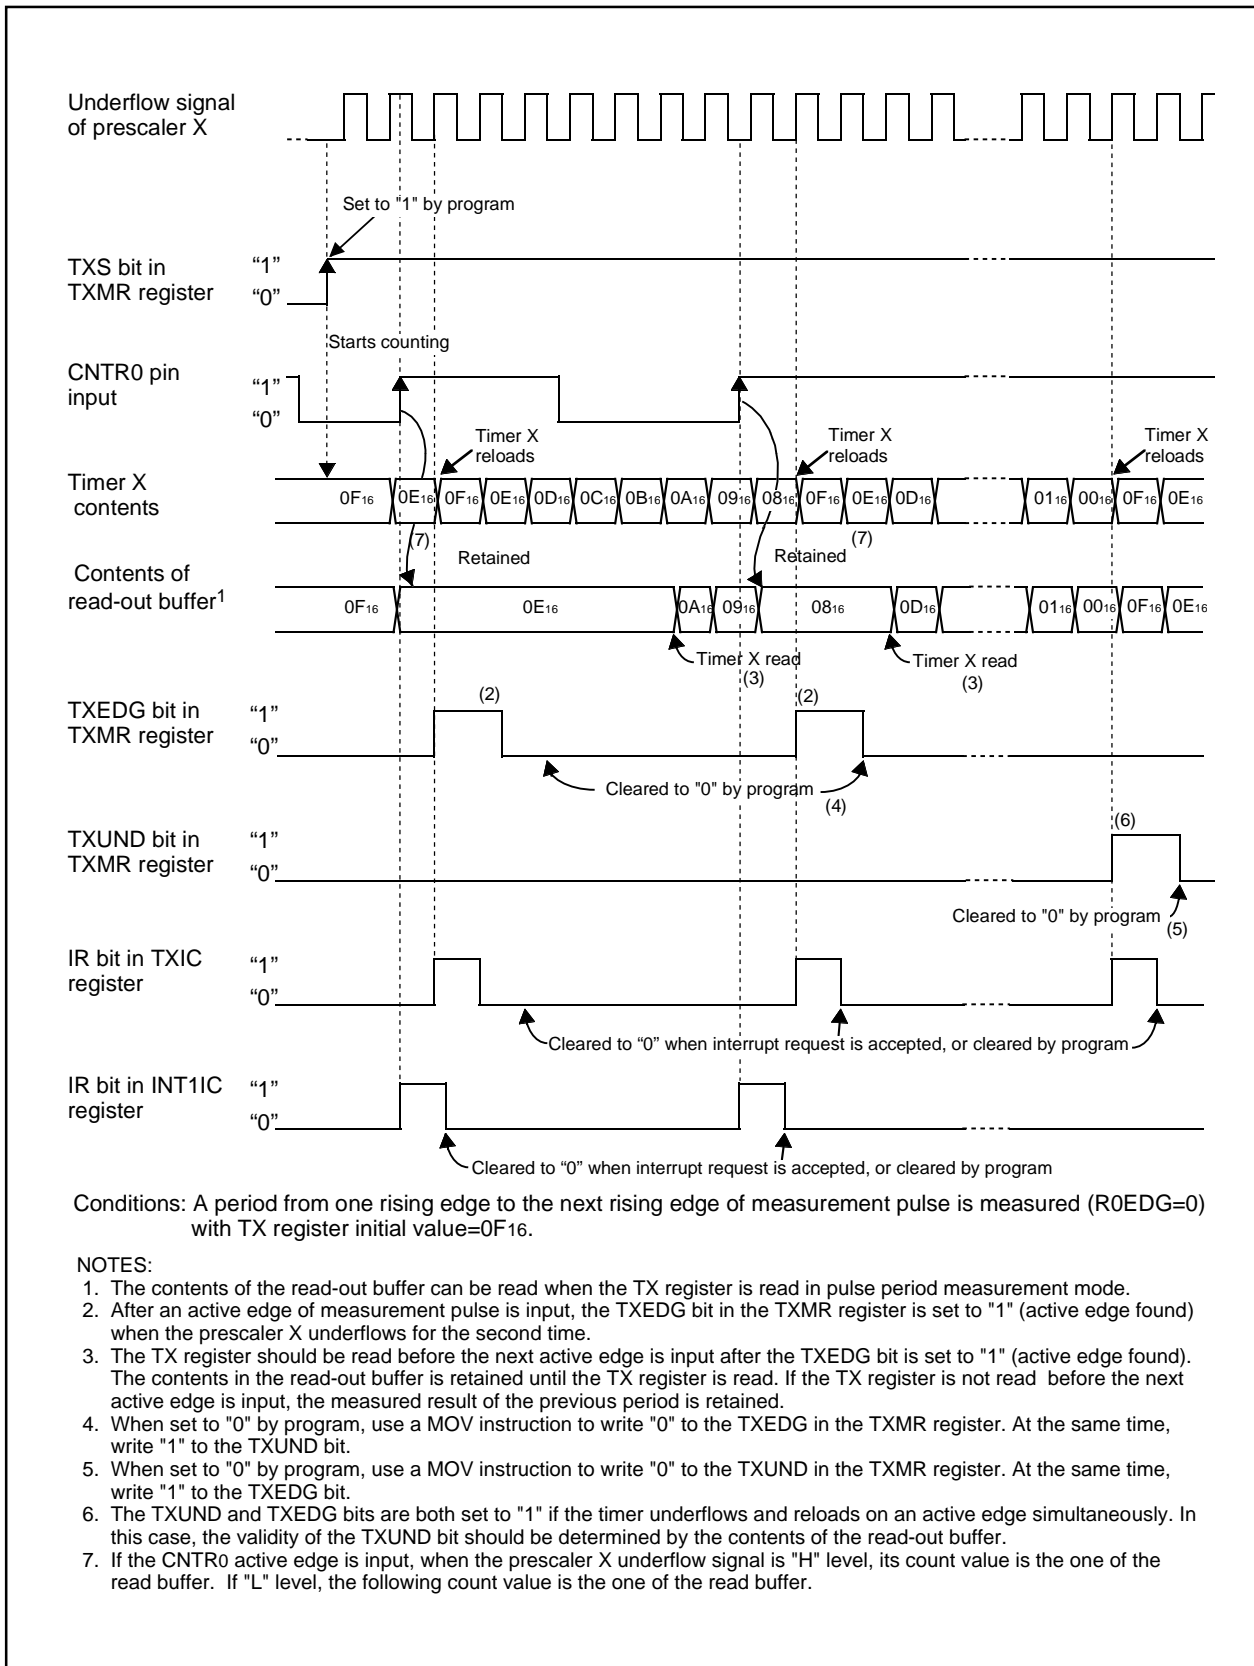 Underflow signal
of prescaler X
Set to "1" by program
TXS bit in
TXMR register
“1”
“0”
Starts counting
CNTR0 pin
input
“1”
“0”
Timer X
reloads
Timer X
reloads
Timer X
reloads
Timer X
contents
0F16 0E16 0F16 0E16 0D16 0C16 0B16 0A16 0916 0816 0F16 0E16 0D16 0116 0016 0F16 0E16
(7)
Retained
Retained
(7)
Contents of
read-out buffer1
0F16 0E16 0A16 0916 0816 0D16 0116 0016 0F16 0E16
Timer X read
(3)
Timer X read
(3)
TXEDG bit in
TXMR register
“1”
“0”
(2)
(2)
Cleared to "0" by program
(4)
TXUND bit in
TXMR register
“1”
“0”
(6)
Cleared to "0" by program
(5)
IR bit in TXIC
register
“1”
“0”
Cleared to “0” when interrupt request is accepted, or cleared by program
IR bit in INT1IC
register
“1”
“0”
Cleared to “0” when interrupt request is accepted, or cleared by program
Conditions: A period from one rising edge to the next rising edge of measurement pulse is measured (R0EDG=0)
with TX register initial value=0F16.
NOTES:
1. The contents of the read-out buffer can be read when the TX register is read in pulse period measurement mode.
2. After an active edge of measurement pulse is input, the TXEDG bit in the TXMR register is set to "1" (active edge found)
when the prescaler X underflows for the second time.
3. The TX register should be read before the next active edge is input after the TXEDG bit is set to "1" (active edge found).
The contents in the read-out buffer is retained until the TX register is read. If the TX register is not read before the next
active edge is input, the measured result of the previous period is retained.
4. When set to "0" by program, use a MOV instruction to write "0" to the TXEDG in the TXMR register. At the same time,
write "1" to the TXUND bit.
5. When set to "0" by program, use a MOV instruction to write "0" to the TXUND in the TXMR register. At the same time,
write "1" to the TXEDG bit.
6. The TXUND and TXEDG bits are both set to "1" if the timer underflows and reloads on an active edge simultaneously. In
this case, the validity of the TXUND bit should be determined by the contents of the read-out buffer.
7. If the CNTR0 active edge is input, when the prescaler X underflow signal is "H" level, its count value is the one of the
read buffer. If "L" level, the following count value is the one of the read buffer.